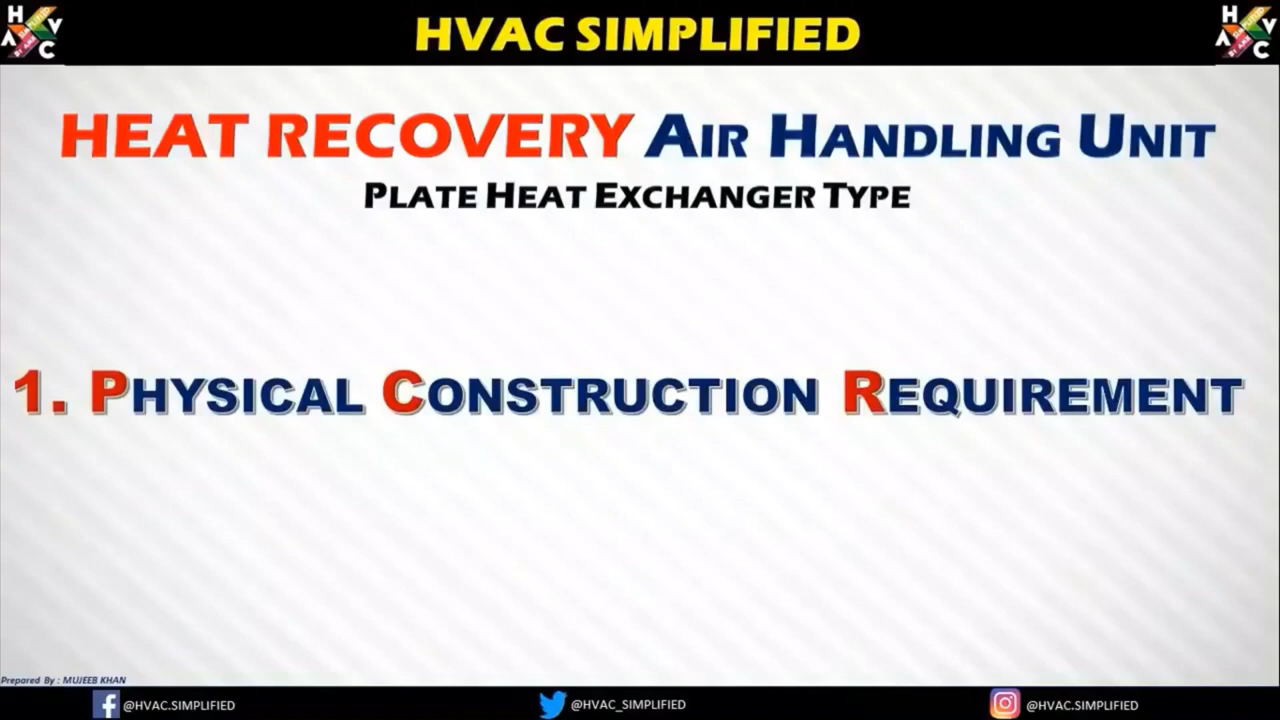 HVAC SIMPLIFIED
HEAT RECOVERY AIR HANDLING UNIT
PLATE HEAT EXCHANGER TYPE
1. PHYSICAL CONSTRUCTION REQUIREMENT
Prepared By : MUJEEB KHAN
@HVAC.SIMPLIFIED
@HVAC_SIMPLIFIED
@HVAC.SIMPLIFIED